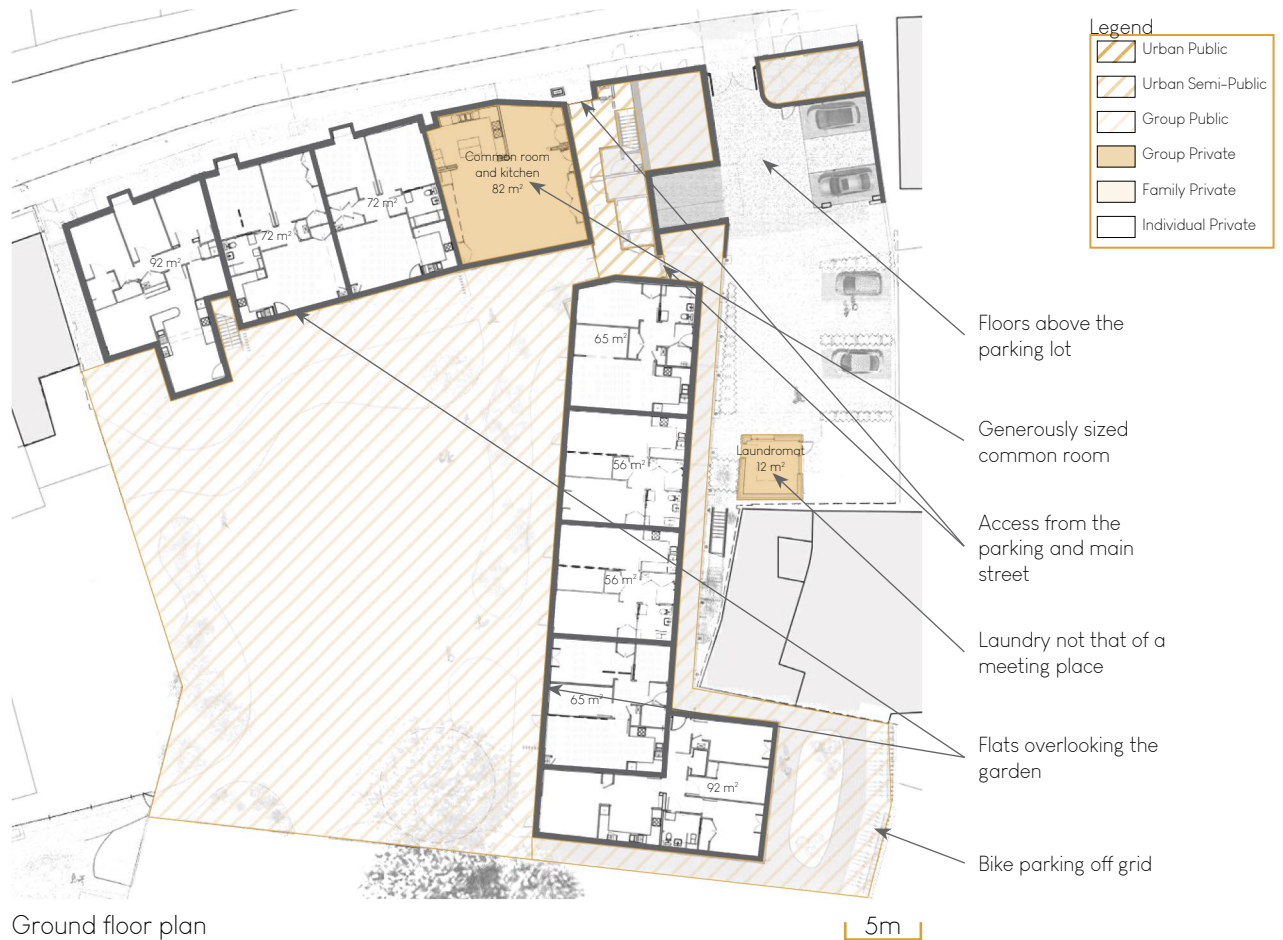 Legend
Urban Public
Urban Semi-Public
Group Public
Group Private
Family Private
Individual Private
Common room
and kitchen
82 m²
72 m²
72 m²
92 m²
65 m²
56 m²
56 m²
65 m²
92 m²
Laundromat
12 m²
Floors above the
parking lot
Generously sized
common room
Access from the
parking and main
street
Laundry not that of a
meeting place
Flats overlooking the
garden
Bike parking off grid
Ground floor plan
5m